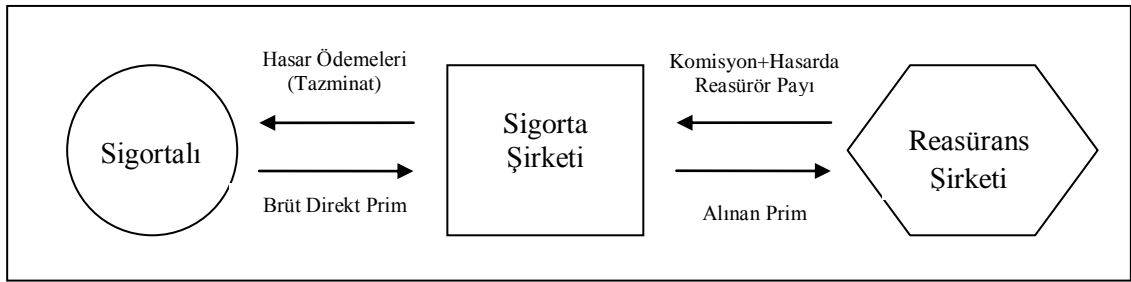 Hasar Ödemeleri
(Tazminat)
Komisyon+Hasarda
Reasürör Payı
Sigortalı
Sigorta
Şirketi
Reasürans
Şirketi
Brüt Direkt Prim
Alınan Prim